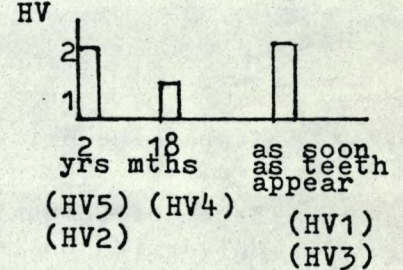 HV
2
1
2 18 as soon
yrs mths as teeth
appear
(HV5) (HV4)
(HV2) (HV1)
(HV3)